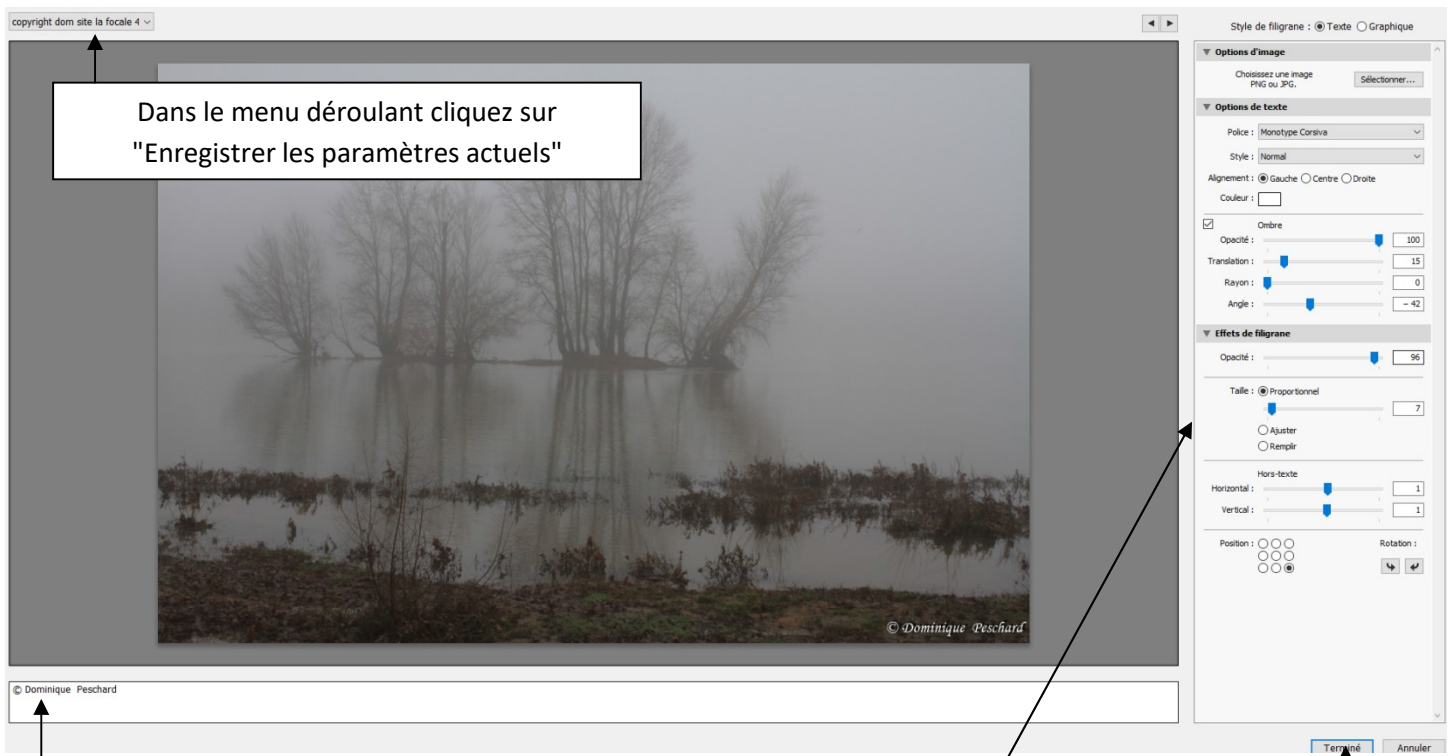 copyright dom site la focale 4
Style de filigrane : Texte Graphique
Dans le menu déroulant cliquez sur
"Enregistrer les paramètres actuels"
© Dominique Peschard
© Dominique Peschard
Options d'image
Choisissez une image
PNG ou JPG.
Sélectionner...
Options de texte
Police : Monotype Corsiva
Style : Normal
Alignement : Gauche Centre Droite
Couleur :
Ombre
Opacité : 100
Translation : 15
Rayon : 0
Angle : – 42
Effets de filigrane
Opacité : 96
Taille : Proportionnel
7
Ajuster
Remplir
Hors-texte
Horizontal : 1
Vertical : 1
Position : Rotation :
Terminé Annuler